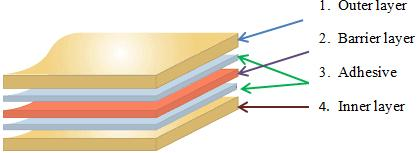 1. Outer layer
2. Barrier layer
3. Adhesive
4. Inner layer